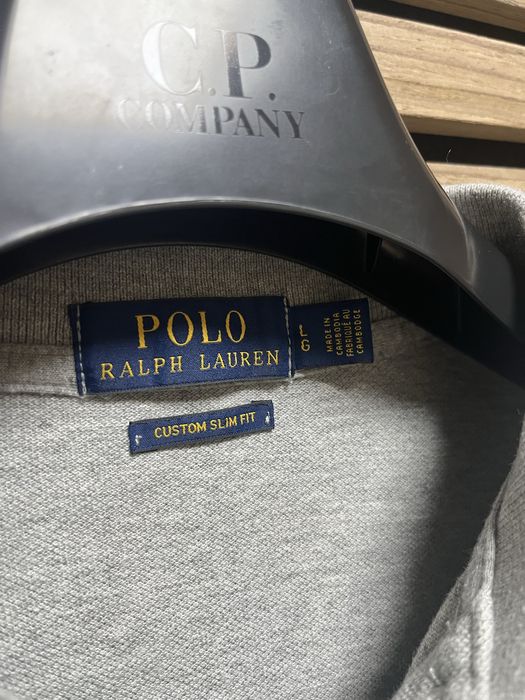 C.P.
COMPANY
POLO
RALPH LAUREN
L
G
MADE IN
CAMBODIA
FABRIQUÉ AU
CAMBODGE
CUSTOM SLIM FIT